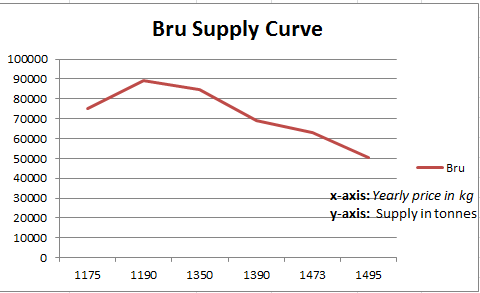 Bru Supply Curve
100000
90000
80000
70000
60000
50000
40000
30000
20000
10000
0
1175 1190 1350 1390 1473 1495
Bru
x-axis: Yearly price in kg
y-axis: Supply in tonnes